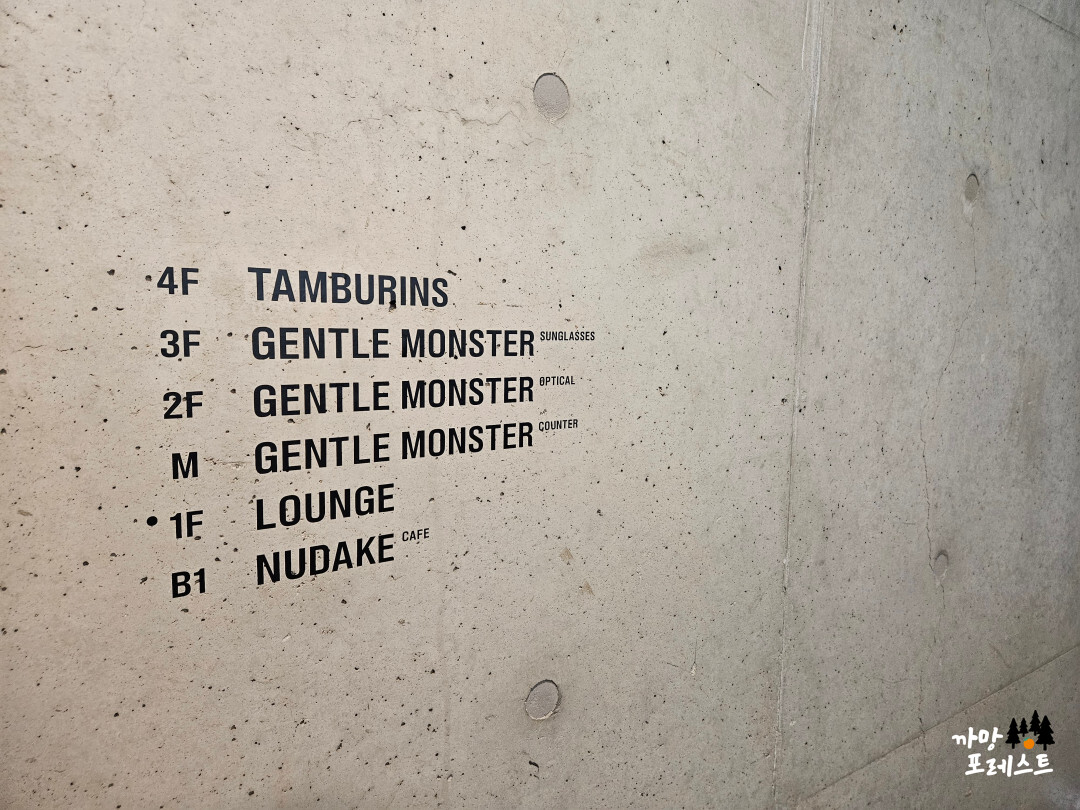 4F TAMBURINS
3F GENTLE MONSTER SUNGLASSES
2F GENTLE MONSTER OPTICAL
M GENTLE MONSTER COUNTER
• 1F LOUNGE
B1 NUDAKE CAFE
까망
포레스트